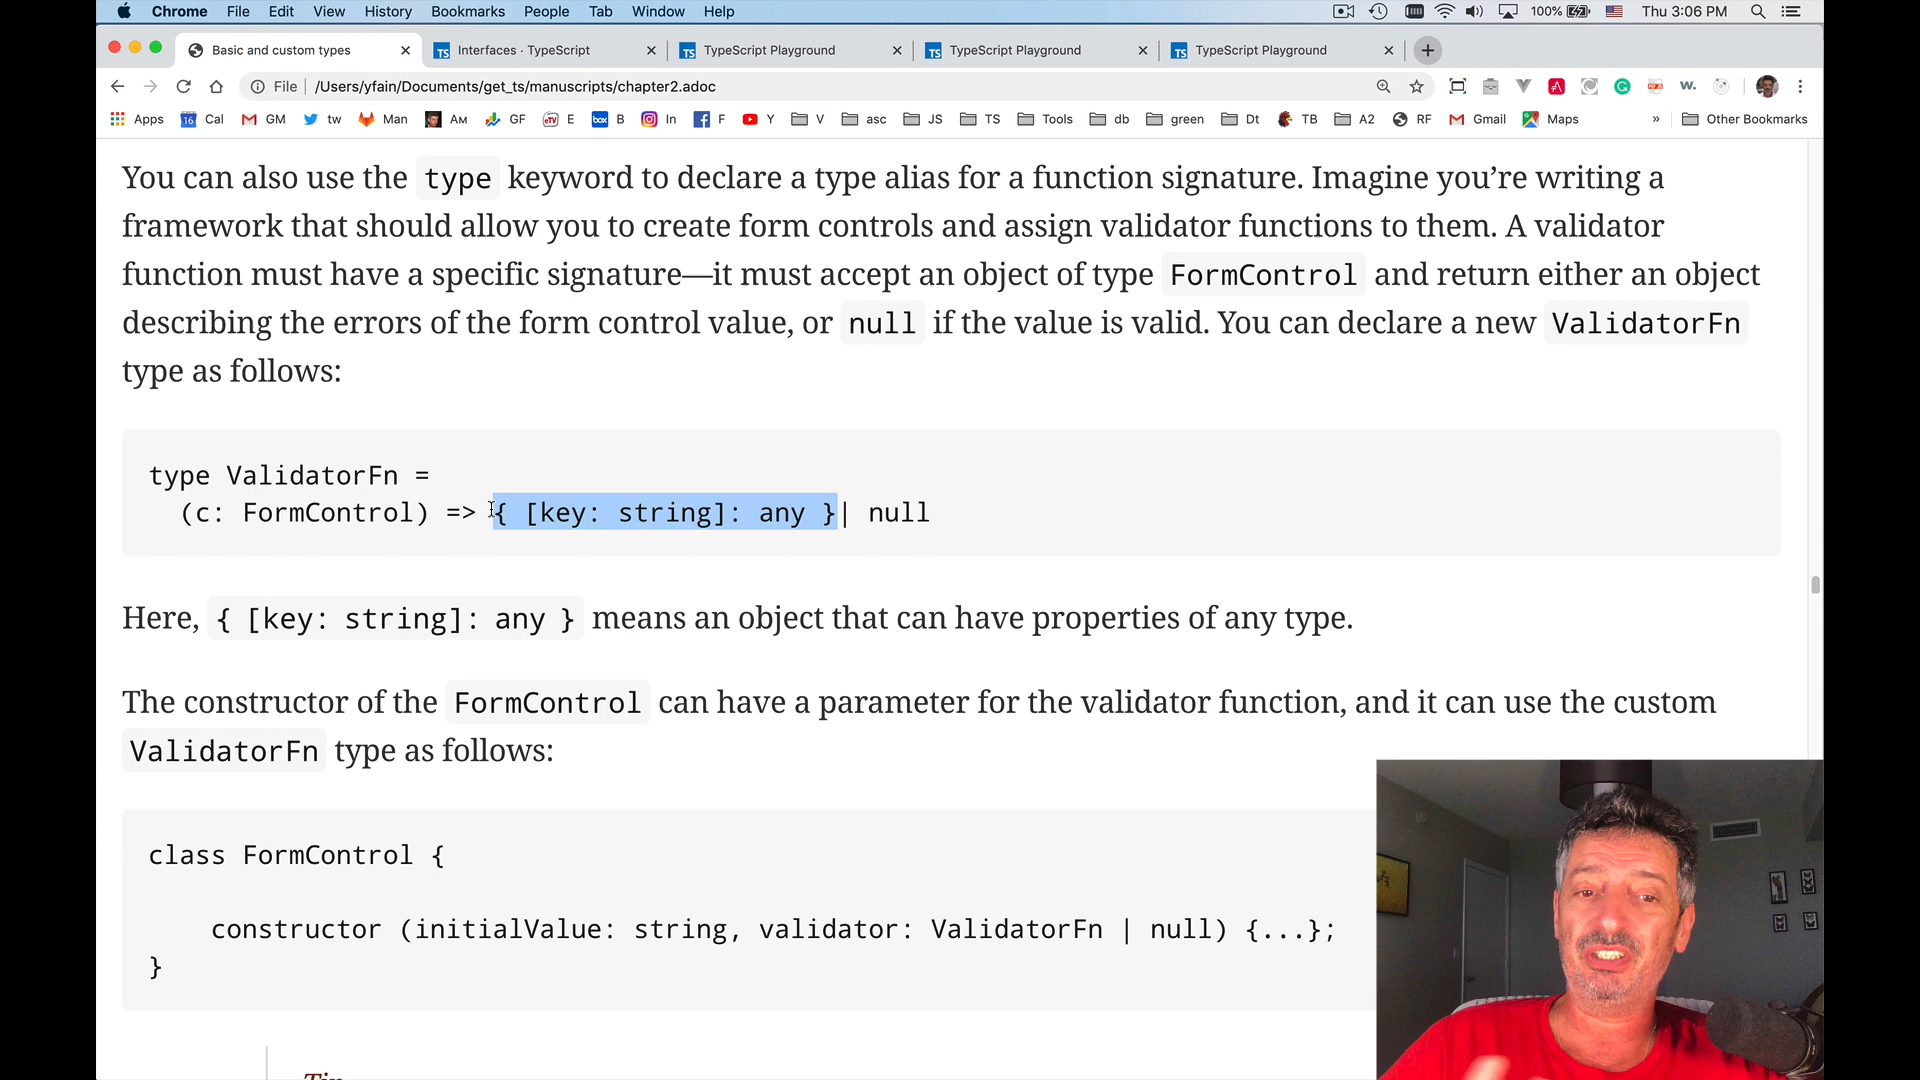 Chrome File Edit View History Bookmarks People Tab Window Help 100% Thu 3:06 PM
Basic and custom types Interfaces · TypeScript TypeScript Playground TypeScript Playground TypeScript Playground
File /Users/yfain/Documents/get_ts/manuscripts/chapter2.adoc
Apps Cal GM tw Man Ам GF E B In F Y V asc JS TS Tools db green Dt TB A2 RF Gmail Maps » Other Bookmarks
You can also use the type keyword to declare a type alias for a function signature. Imagine you’re writing a
framework that should allow you to create form controls and assign validator functions to them. A validator
function must have a specific signature—it must accept an object of type FormControl and return either an object
describing the errors of the form control value, or null if the value is valid. You can declare a new ValidatorFn
type as follows:
type ValidatorFn =
(c: FormControl) => { [key: string]: any }| null
Here, { [key: string]: any } means an object that can have properties of any type.
The constructor of the FormControl can have a parameter for the validator function, and it can use the custom
ValidatorFn type as follows:
class FormControl {
constructor (initialValue: string, validator: ValidatorFn | null) {...};
}